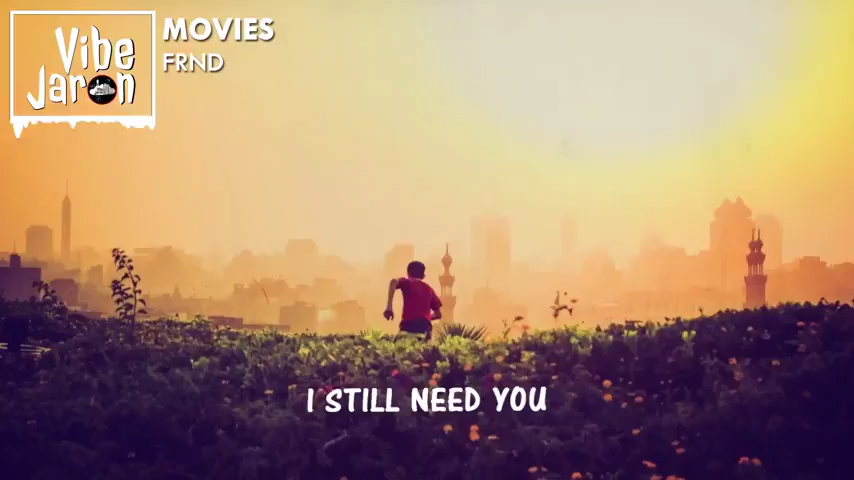 Vibe
Jaron
MOVIES
FRND
I STILL NEED YOU